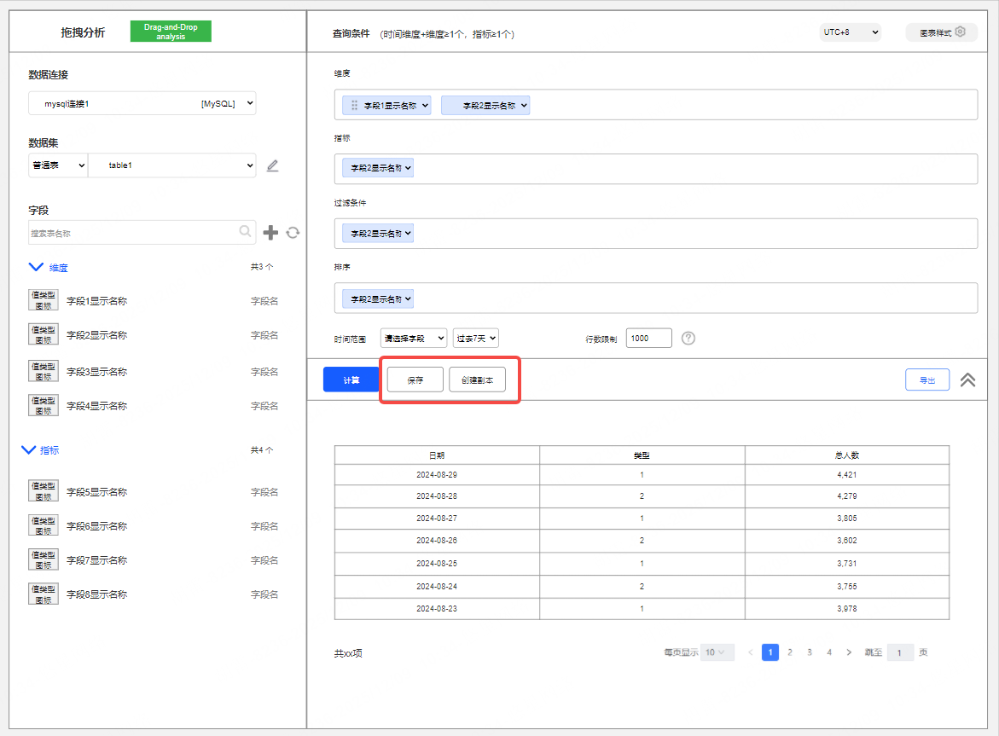 拖拽分析
Drag-and-Drop
analysis
查询条件 (时间维度+维度≥1个，指标≥1个)
UTC+8
图表样式
数据连接
mysql连接1 [MySQL]
数据集
普通表 table1
字段
搜索表名称
维度 共3 个
值类型
图标
字段1显示名称 字段名
值类型
图标
字段2显示名称 字段名
值类型
图标
字段3显示名称 字段名
值类型
图标
字段4显示名称 字段名
指标 共4 个
值类型
图标
字段5显示名称 字段名
值类型
图标
字段6显示名称 字段名
值类型
图标
字段7显示名称 字段名
值类型
图标
字段8显示名称 字段名
维度
字段1显示名称 字段2显示名称
指标
字段2显示名称
过滤条件
字段2显示名称
排序
字段2显示名称
时间范围 请选择字段 过去7天 行数限制 1000 ?
计算 保存 创建副本 导出
日期 类型 总人数
2024-08-29 1 4,421
2024-08-28 2 4,279
2024-08-27 1 3,805
2024-08-26 2 3,602
2024-08-25 1 3,731
2024-08-24 2 3,755
2024-08-23 1 3,978
共xx项 每页显示 10 < 1 2 3 4 > 跳至 1 页